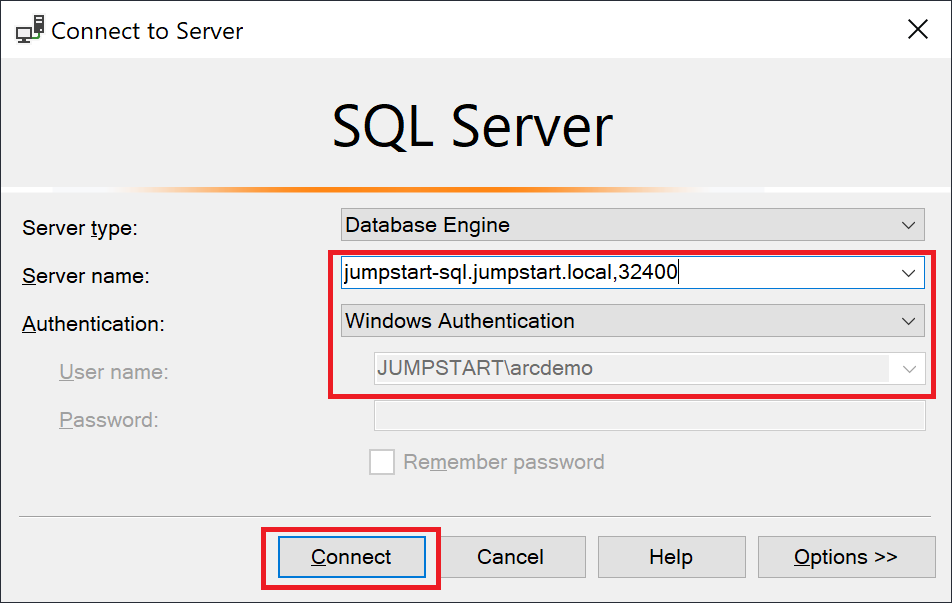 Connect to Server
SQL Server
Server type:
Database Engine
Server name:
jumpstart-sql.jumpstart.local,32400
Authentication:
Windows Authentication
User name:
JUMPSTART\arcdemo
Password:
Remember password
Connect
Cancel
Help
Options >>